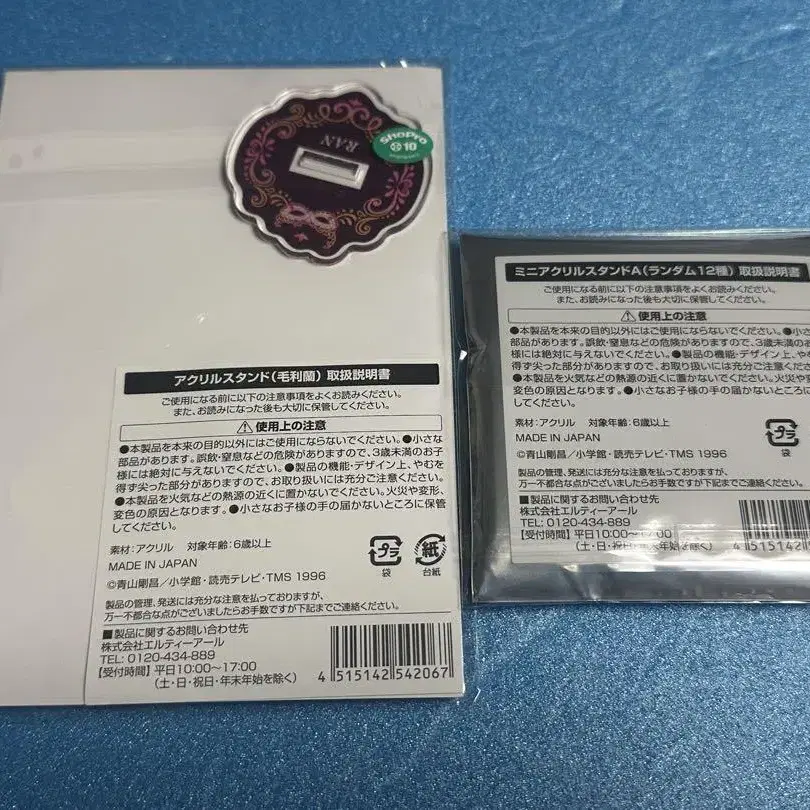 RAN
ShoPro
10
アクリルスタンド(毛利蘭) 取扱説明書
ご使用になる前に以下の注意事項をよくお読みください。
また、お読みになった後も大切に保管してください。
⚠使用上の注意
●本製品を本来の目的以外にはご使用にならないでください。●小さな
部品があります。誤飲・窒息などの危険がありますので、3歳未満のお子
様には絶対に与えないでください。●製品の機能・デザイン上、やむを
得ず尖った部分がありますので、お取り扱いには充分ご注意ください。
●本製品を火気などの熱源の近くに置かないでください。火災や変形、
変色の原因となります。●小さなお子様の手の届かないところに保管
してください。
素材:アクリル 対象年齢:6歳以上
MADE IN JAPAN
©青山剛昌/小学館・読売テレビ・TMS 1996
プラ
袋
紙
台紙
製品の管理、発送には充分な注意を払っておりますが、
万一不都合な点がございましたらお手数ですが下記までご連絡ください。
■製品に関するお問い合わせ先
株式会社エルティーアール
TEL: 0120-434-889
【受付時間】平日10:00~17:00
(土・日・祝日・年末年始を除く)
4 515142 542067
ミニアクリルスタンドA(ランダム12種) 取扱説明書
ご使用になる前に以下の注意事項をよくお読みください。
また、お読みになった後も大切に保管してください。
⚠使用上の注意
●本製品を本来の目的以外にはご使用にならないでください。●小さ
部品があります。誤飲・窒息などの危険がありますので、3歳未満のお
様には絶対に与えないでください。●製品の機能・デザイン上、や
得ず尖った部分がありますので、お取り扱いには充分ご注意くださ
●本製品を火気などの熱源の近くに置かないでください。火災や変
変色の原因となります。●小さなお子様の手の届かないところに
してください。
素材:アクリル 対象年齢:6歳以上
MADE IN JAPAN
©青山剛昌/小学館・読売テレビ・TMS 1996
プラ
袋
製品の管理、発送には充分な注意を払っておりますが、
万一不都合な点がございましたらお手数ですが下記までご連絡くださ
■製品に関するお問い合わせ先
株式会社エルティーアール
TEL: 0120-434-889
【受付時間】平日10:00~17:00
(土・日・祝日・年末年始を除く)
4 515142 5